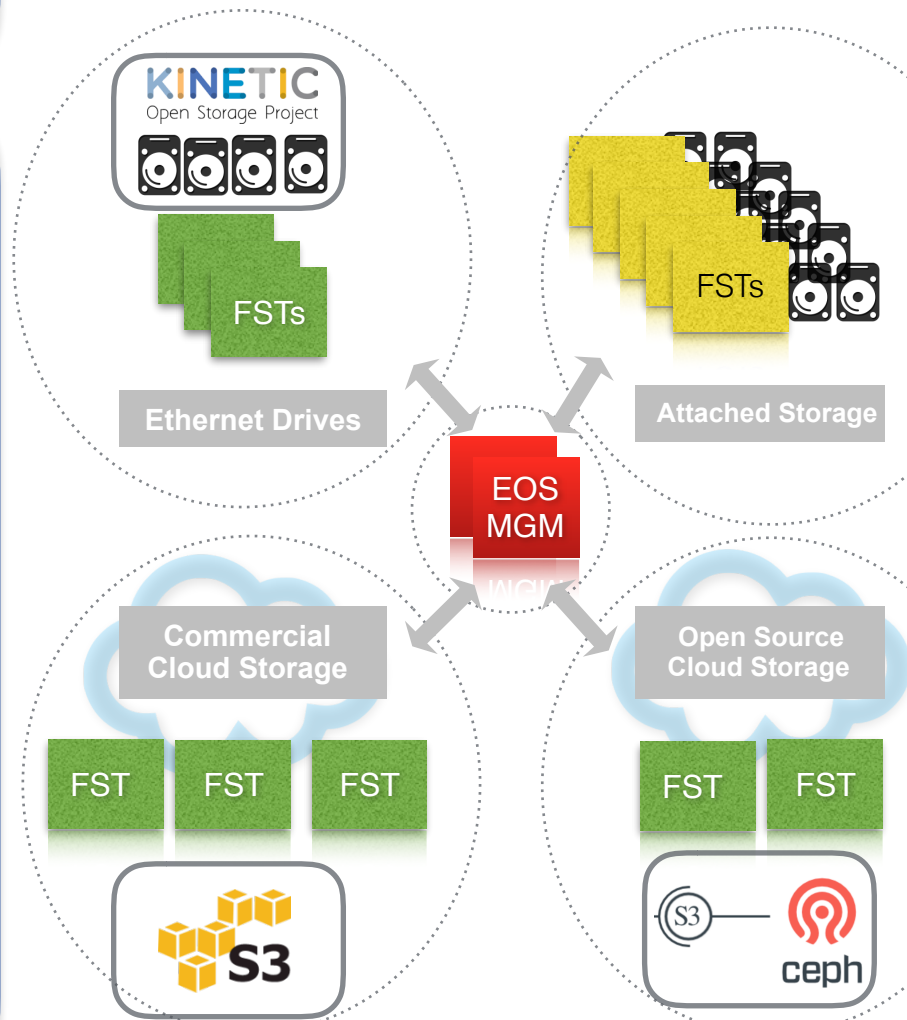 KINETIC
Open Storage Project
FSTs
Ethernet Drives
FSTs
Attached Storage
EOS
MGM
Commercial
Cloud Storage
FST
FST
FST
S3
Open Source
Cloud Storage
FST
FST
S3
ceph